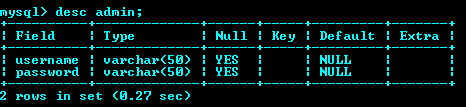 mysql> desc admin;
+----------+-------------+------+-----+---------+-------+
| Field    | Type        | Null | Key | Default | Extra |
+----------+-------------+------+-----+---------+-------+
| username | varchar(50) | YES  |     | NULL    |       |
| password | varchar(50) | YES  |     | NULL    |       |
+----------+-------------+------+-----+---------+-------+
2 rows in set (0.27 sec)